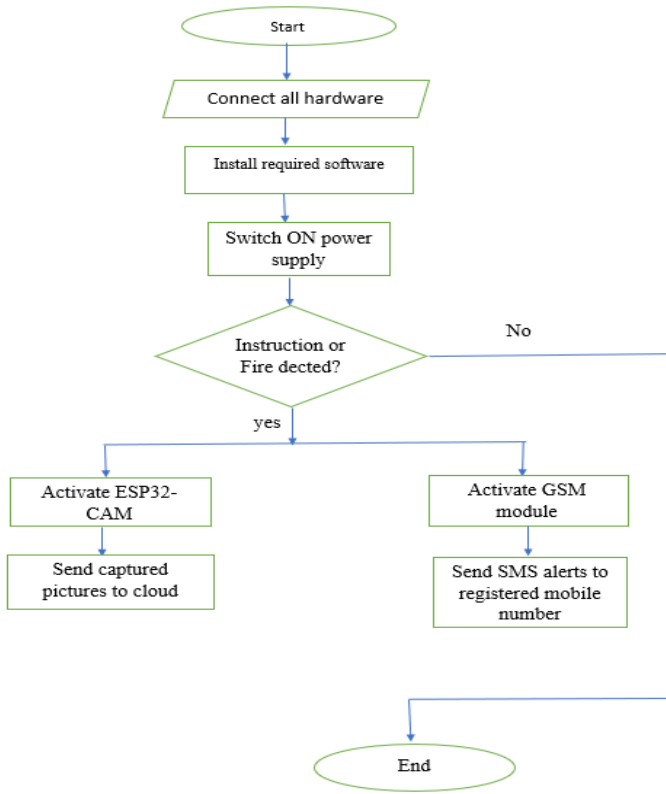 Start
Connect all hardware
Install required software
Switch ON power
supply
Instruction or
Fire dected?
No
yes
Activate ESP32-
CAM
Activate GSM
module
Send captured
pictures to cloud
Send SMS alerts to
registered mobile
number
End